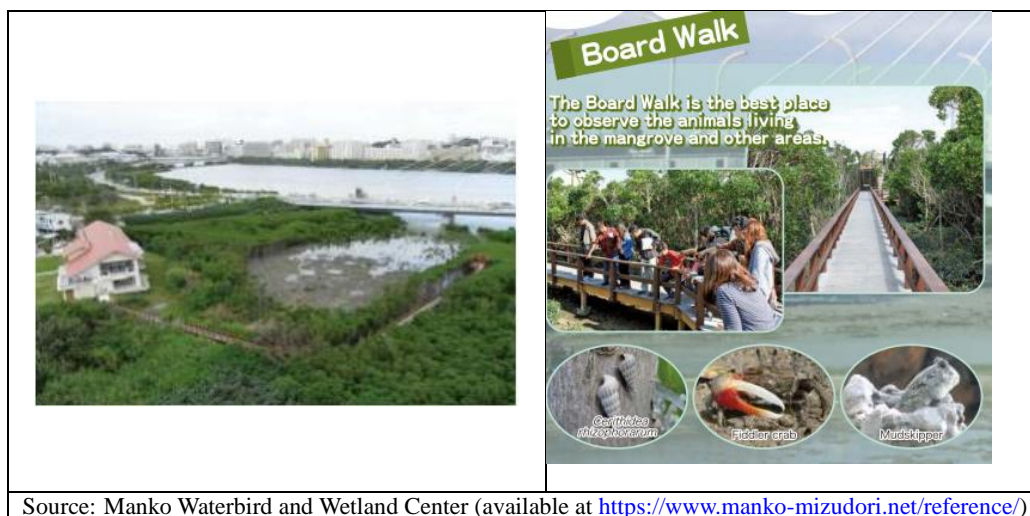 Board Walk
The Board Walk is the best place
to observe the animals living
in the mangrove and other areas.
Cerithidea
rhizophorarum
Fiddler crab
Mudskipper
Source: Manko Waterbird and Wetland Center (available at https://www.manko-mizudori.net/reference/)